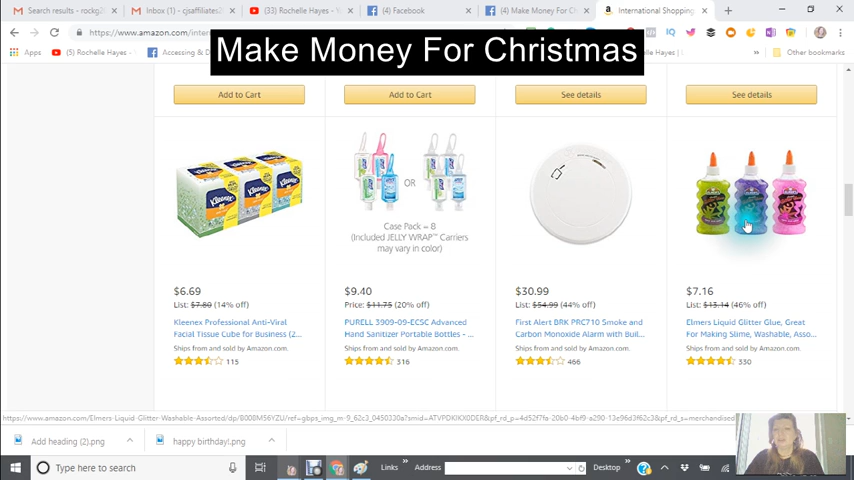 Search results - rockg2
Inbox (1) - cjsaffiliates2
(33) Rochelle Hayes - You
(4) Facebook
(4) Make Money For Ch
International Shopping
https://www.amazon.com/inter
Apps
(5) Rochelle Hayes
Accessing & D
Other bookmarks
Make Money For Christmas
Add to Cart
Add to Cart
See details
See details
Kleenex
OR
Case Pack = 8
(Included JELLY WRAP™ Carriers
may vary in color)
$6.69
List: $7.80 (14% off)
Kleenex Professional Anti-Viral
Facial Tissue Cube for Business (2...
Ships from and sold by Amazon.com.
115
$9.40
Price: $11.75 (20% off)
PURELL 3909-09-ECSC Advanced
Hand Sanitizer Portable Bottles - ...
Ships from and sold by Amazon.com.
316
$30.99
List: $54.99 (44% off)
First Alert BRK PRC710 Smoke and
Carbon Monoxide Alarm with Buil...
Ships from and sold by Amazon.com.
466
$7.16
List: $13.14 (46% off)
Elmers Liquid Glitter Glue, Great
For Making Slime, Washable, Asso...
Ships from and sold by Amazon.com.
330
Add heading (2).png
happy birthday!.png
Type here to search
Links
Address
Desktop